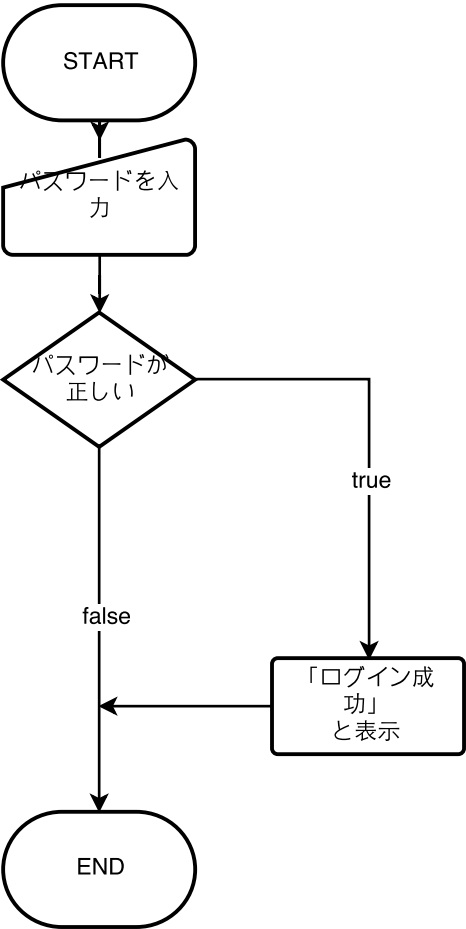 START
パスワードを入
力
パスワードが
正しい
true
false
「ログイン成
功」
と表示
END